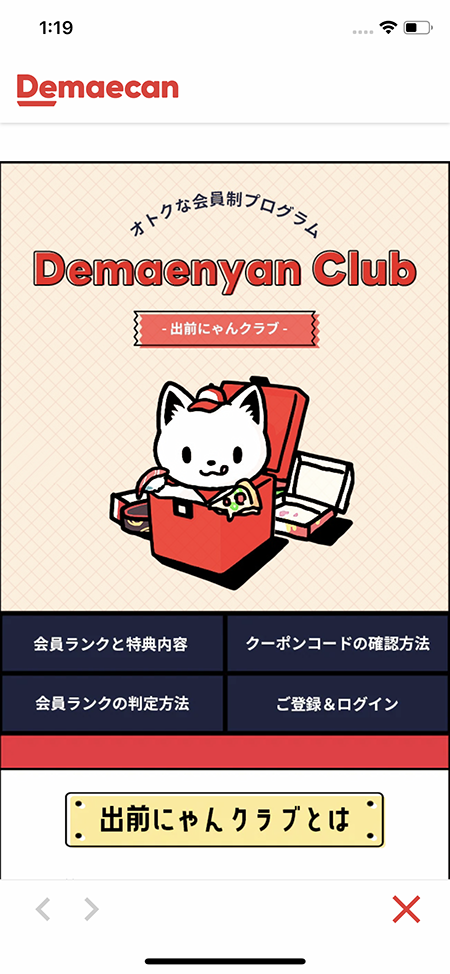 1:19
Demaecan
オトクな会員制プログラム
Demaenyan Club
- 出前にゃんクラブ -
会員ランクと特典内容
クーポンコードの確認方法
会員ランクの判定方法
ご登録＆ログイン
出前にゃんクラブとは